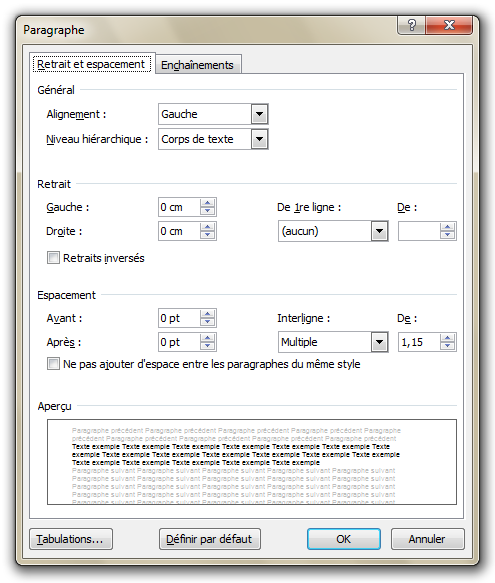 Paragraphe
Retrait et espacement Enchaînements
Général
Alignement : Gauche
Niveau hiérarchique : Corps de texte
Retrait
Gauche : 0 cm De 1re ligne : De :
Droite : 0 cm (aucun)
Retraits inversés
Espacement
Avant : 0 pt Interligne : De :
Après : 0 pt Multiple 1,15
Ne pas ajouter d'espace entre les paragraphes du même style
Aperçu
Paragraphe précédent Paragraphe précédent Paragraphe précédent Paragraphe précédent Paragraphe
précédent Paragraphe précédent Paragraphe précédent Paragraphe précédent Paragraphe précédent
Texte exemple Texte exemple Texte exemple Texte exemple Texte exemple Texte exemple Texte
exemple Texte exemple Texte exemple Texte exemple Texte exemple Texte exemple Texte exemple
Texte exemple Texte exemple Texte exemple Texte exemple Texte exemple
Paragraphe suivant Paragraphe suivant Paragraphe suivant Paragraphe suivant Paragraphe suivant
Paragraphe suivant Paragraphe suivant Paragraphe suivant Paragraphe suivant Paragraphe suivant
Paragraphe suivant Paragraphe suivant Paragraphe suivant Paragraphe suivant Paragraphe suivant
Paragraphe suivant Paragraphe suivant Paragraphe suivant Paragraphe suivant Paragraphe suivant
Tabulations... Définir par défaut OK Annuler